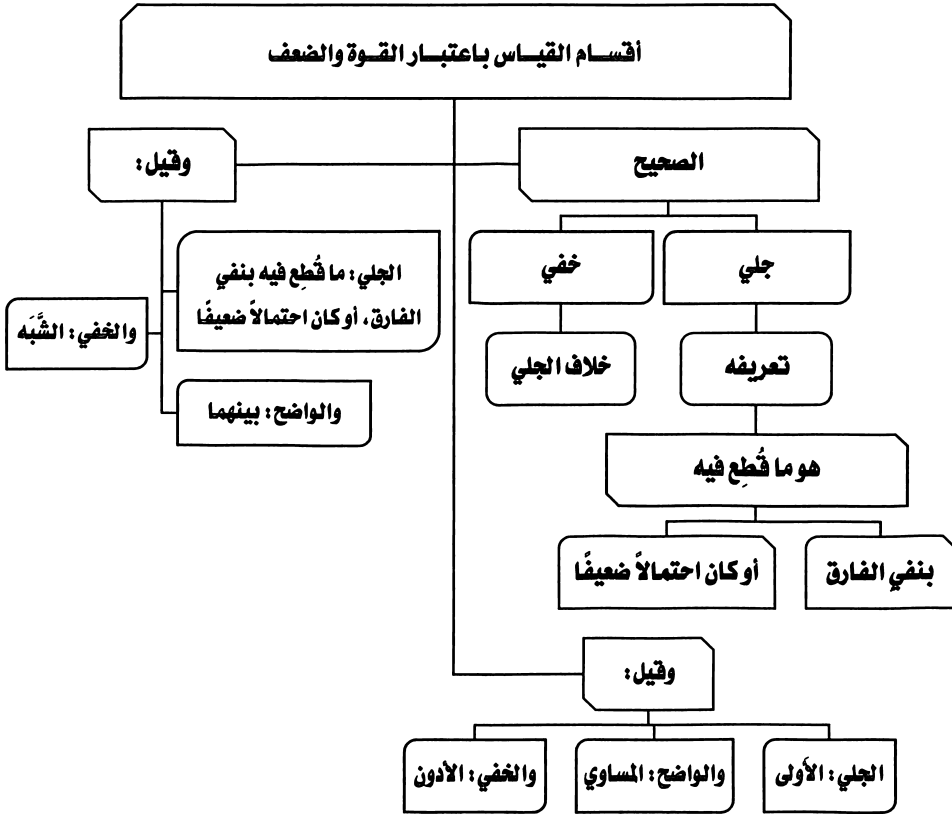 أقسام القياس باعتبار القوة والضعف
الصحيح
وقيل:
جلي
خفي
تعريفه
خلاف الجلي
هو ما قُطِع فيه
بنفي الفارق
أو كان احتمالاً ضعيفًا
الجلي: ما قُطِع فيه بنفي
الفارق، أو كان احتمالاً ضعيفًا
والخفي: الشَّبَه
والواضح: بينهما
وقيل:
الجلي: الأولى
والواضح: المساوي
والخفي: الأدون